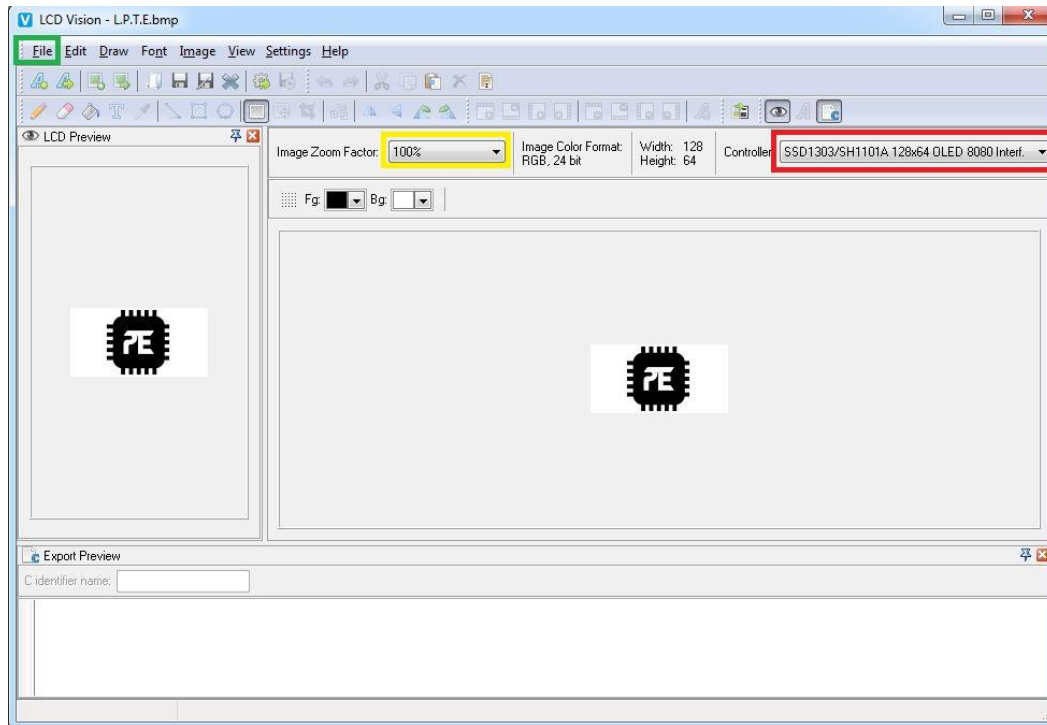 LCD Vision - L.P.T.E.bmp
File Edit Draw Font Image View Settings Help
LCD Preview
Image Zoom Factor: 100% Image Color Format: Width: 128 Controller SSD1303/SH1101A 128x64 OLED 8080 Interf.
RGB, 24 bit Height: 64
Fg: Bg:
PE
PE
Export Preview
C identifier name: